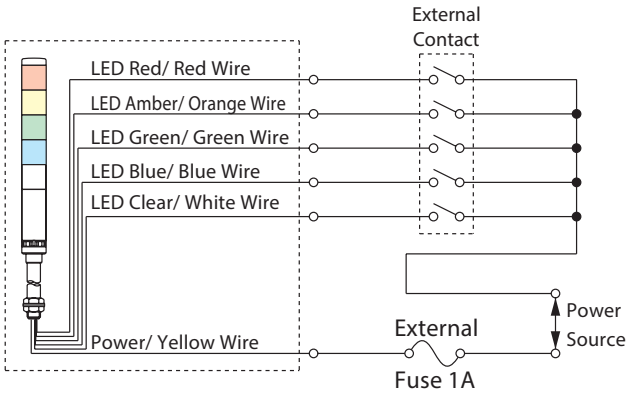 External
Contact
LED Red/ Red Wire
LED Amber/ Orange Wire
LED Green/ Green Wire
LED Blue/ Blue Wire
LED Clear/ White Wire
Power/ Yellow Wire
External
Fuse 1A
Power
Source